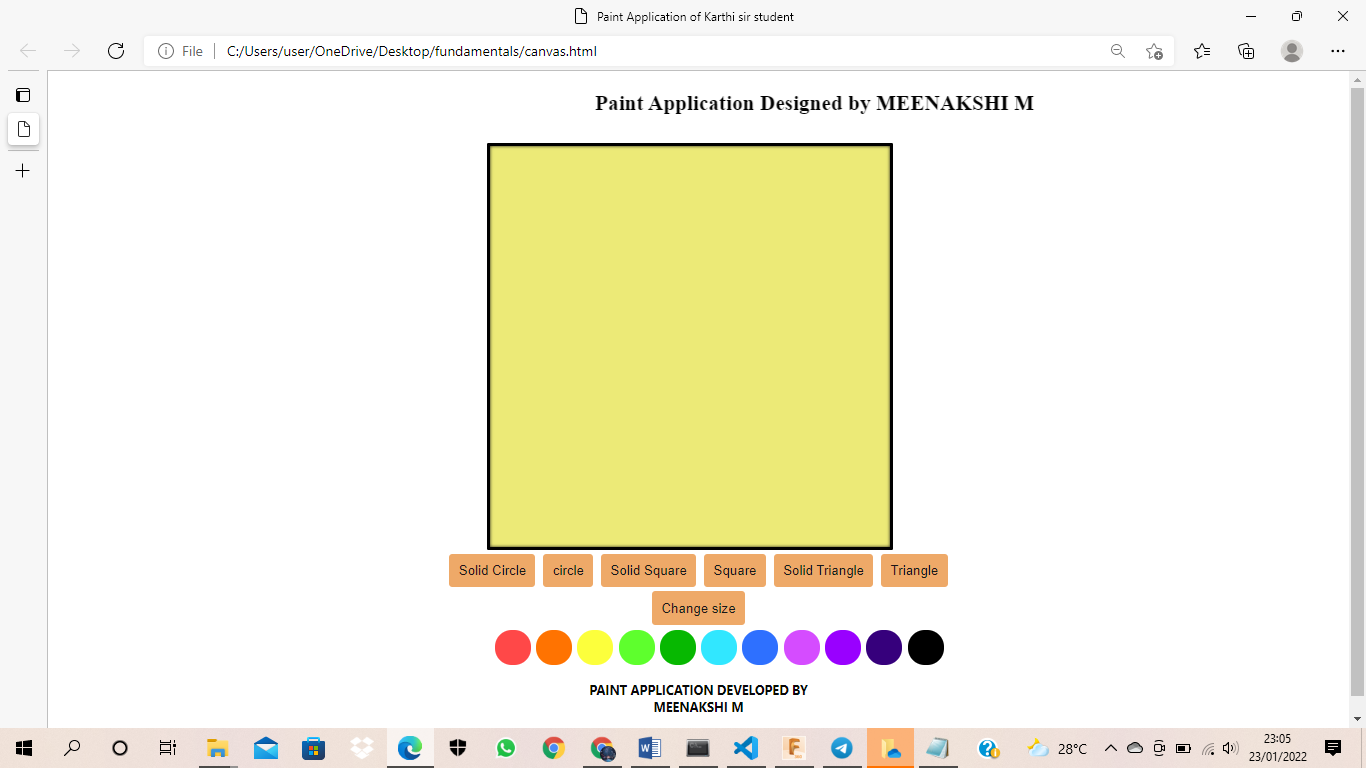 Paint Application of Karthi sir student
File
C:/Users/user/OneDrive/Desktop/fundamentals/canvas.html
Paint Application Designed by MEENAKSHI M
Solid Circle circle Solid Square Square Solid Triangle Triangle
Change size
PAINT APPLICATION DEVELOPED BY
MEENAKSHI M
28°C
23:05
23/01/2022